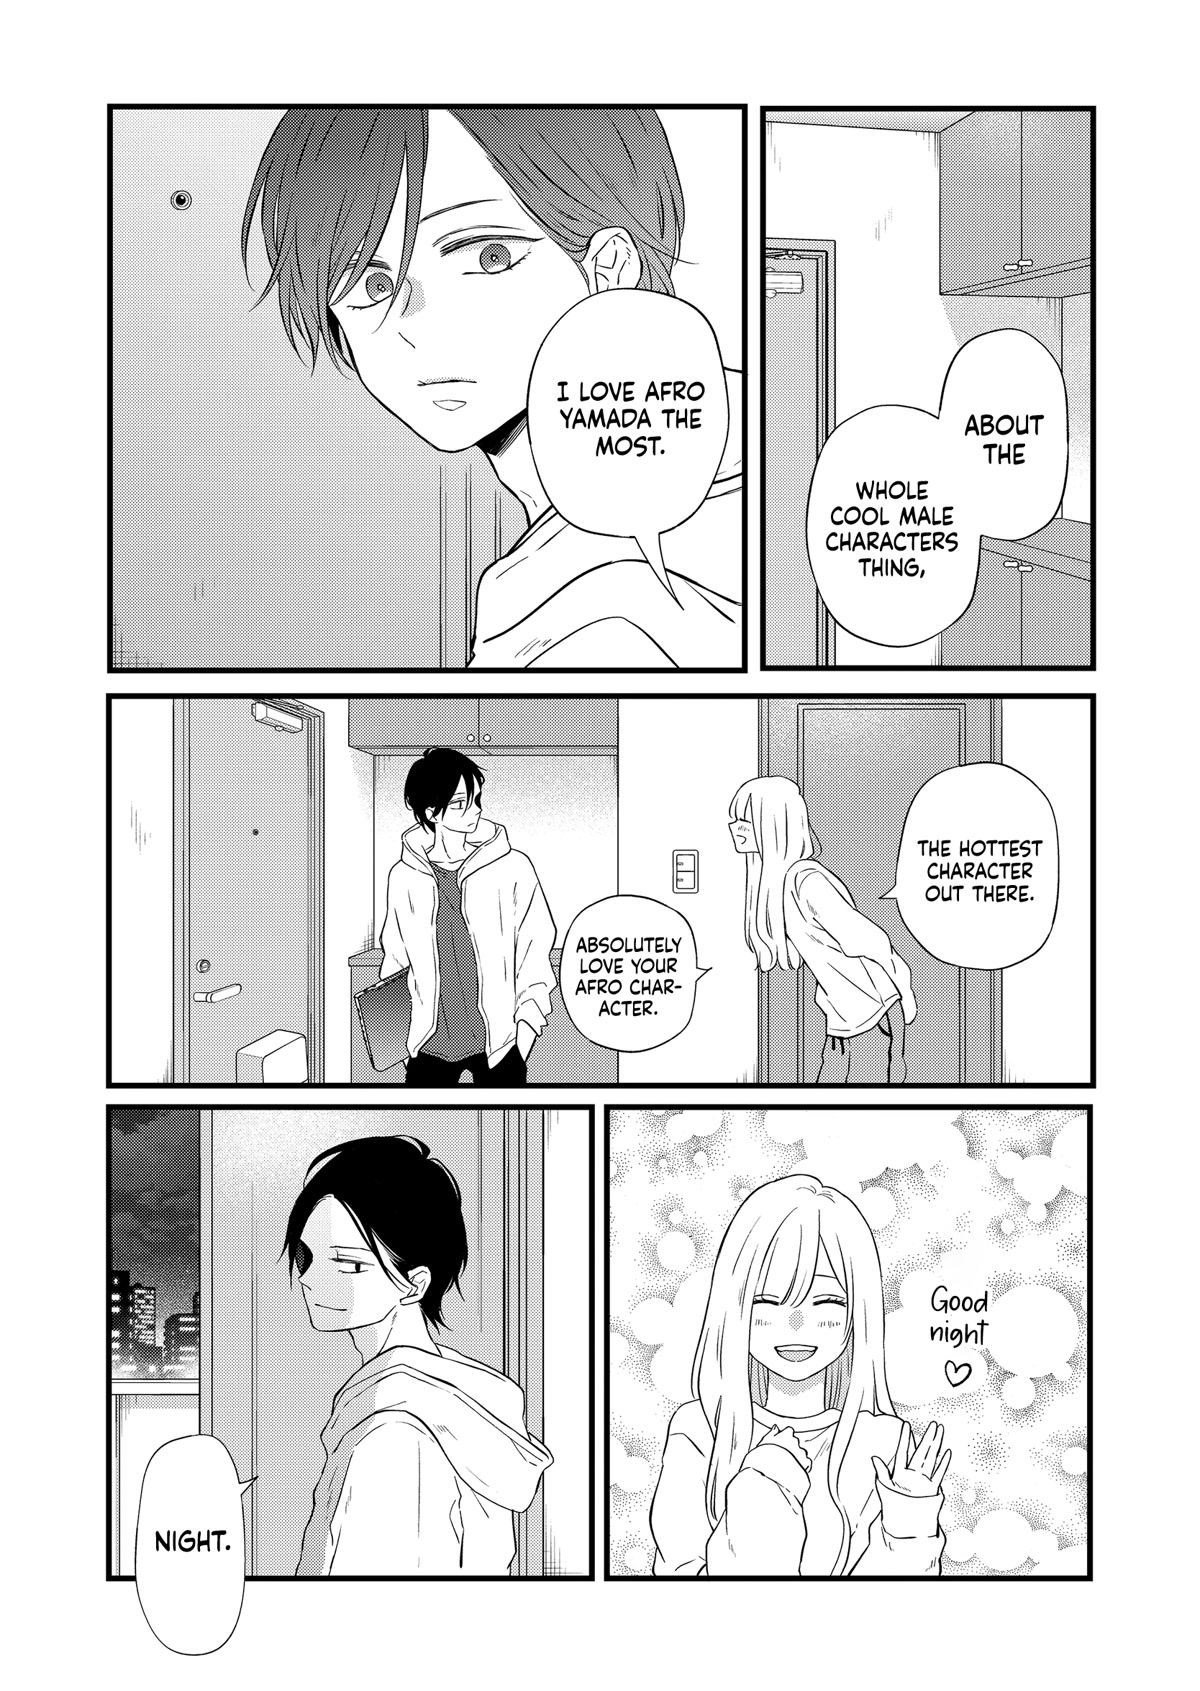 ABOUT
THE
WHOLE
COOL MALE
CHARACTERS
THING,
I LOVE AFRO
YAMADA THE
MOST.
THE HOTTEST
CHARACTER
OUT THERE.
ABSOLUTELY
LOVE YOUR
AFRO CHAR-
ACTER.
Good
night
♡
NIGHT.